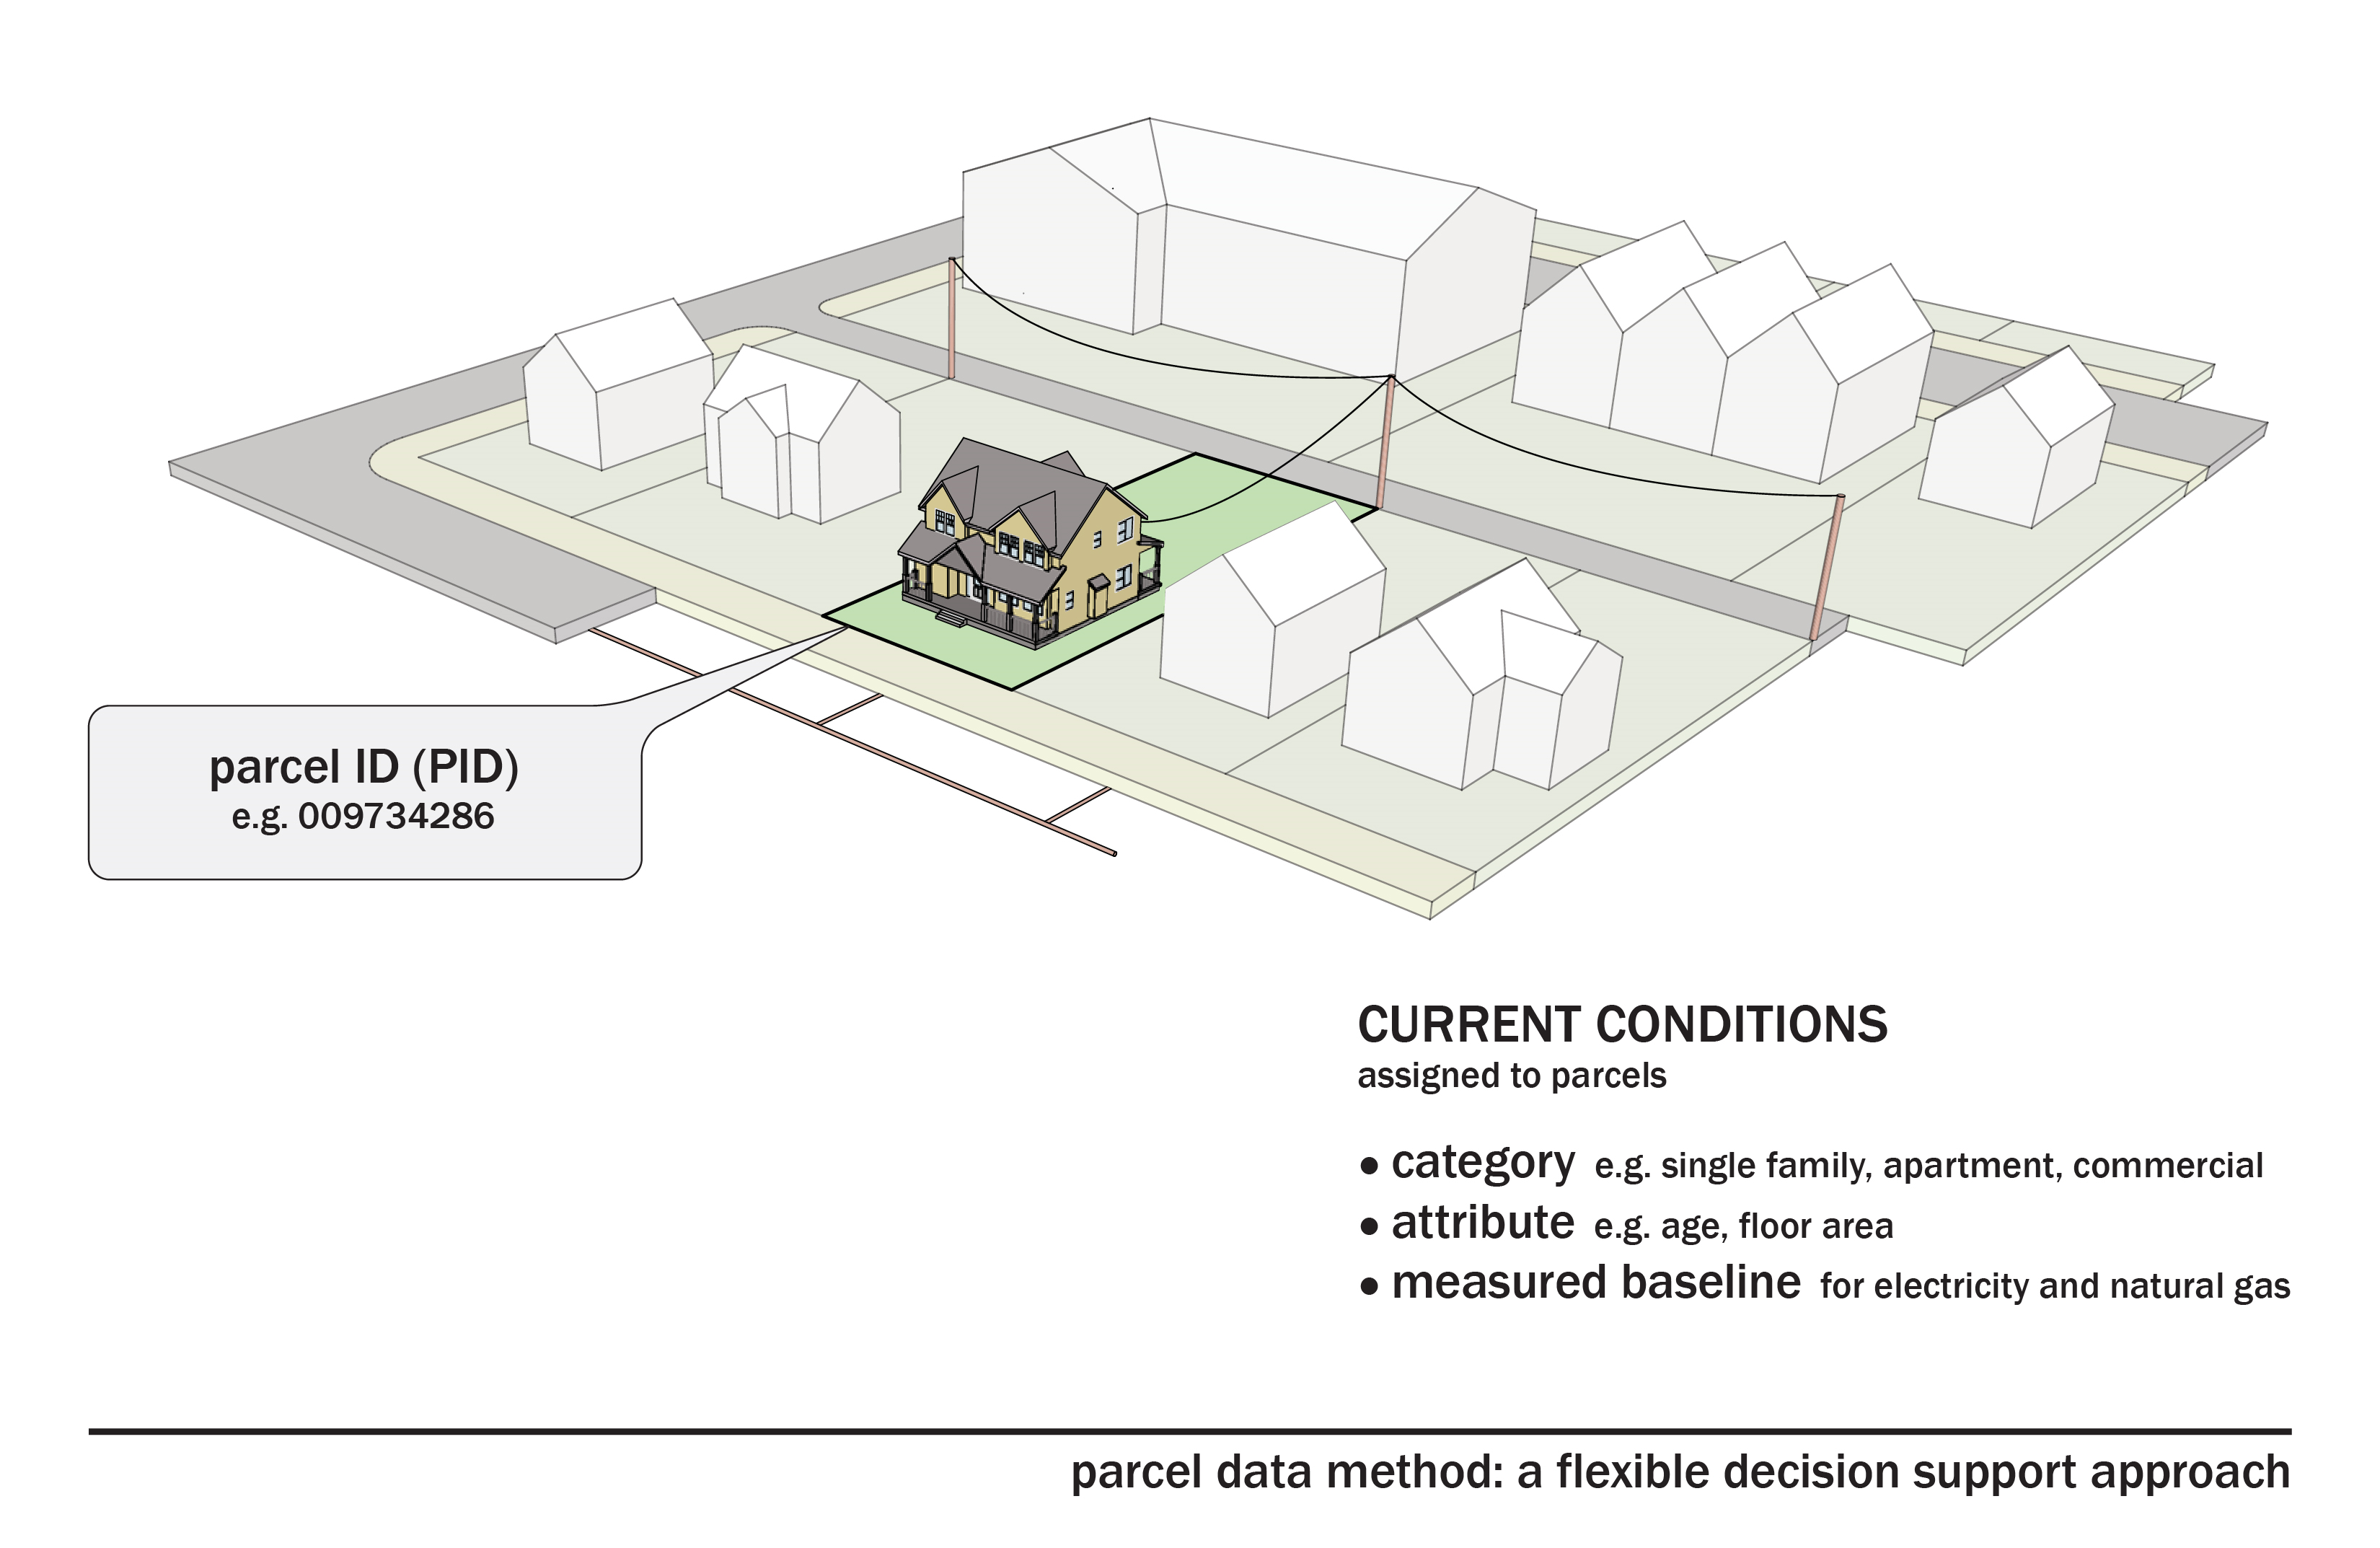 parcel ID (PID)
e.g. 009734286
CURRENT CONDITIONS
assigned to parcels
● category e.g. single family, apartment, commercial
● attribute e.g. age, floor area
● measured baseline for electricity and natural gas
parcel data method: a flexible decision support approach